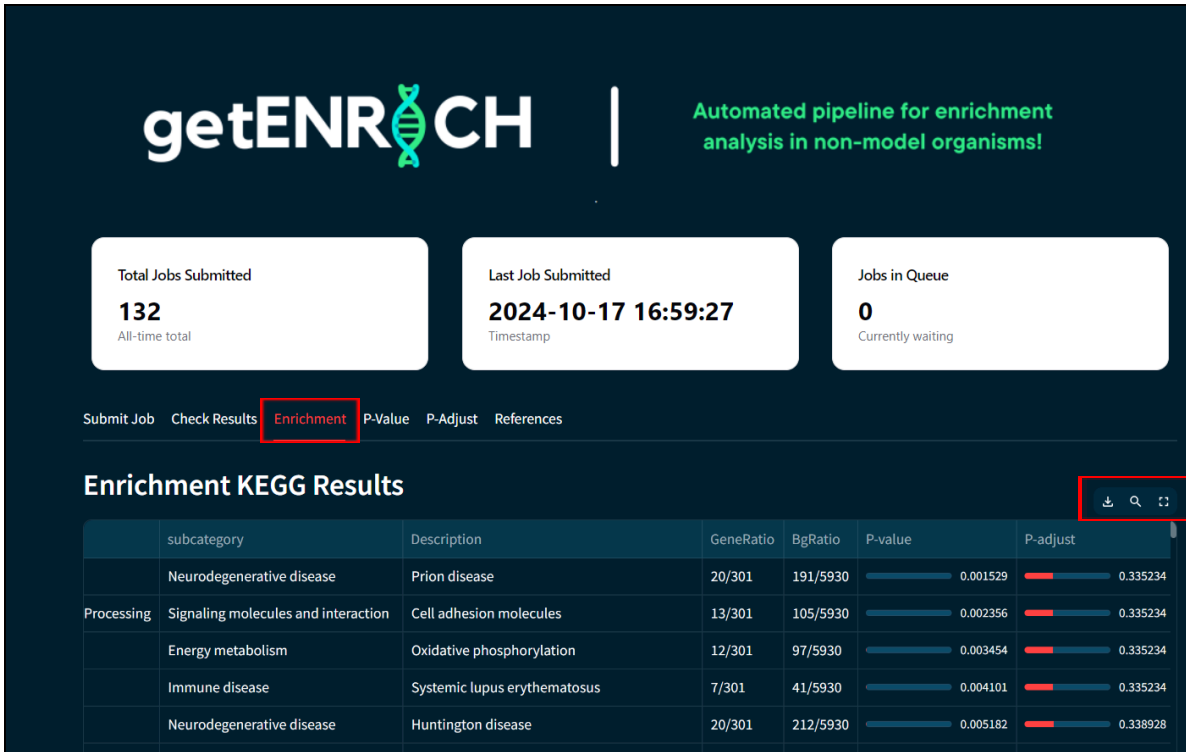 getENRICH
Automated pipeline for enrichment
analysis in non-model organisms!
Total Jobs Submitted
132
All-time total
Last Job Submitted
2024-10-17 16:59:27
Timestamp
Jobs in Queue
0
Currently waiting
Submit Job Check Results Enrichment P-Value P-Adjust References
Enrichment KEGG Results
subcategory Description GeneRatio BgRatio P-value P-adjust
Neurodegenerative disease Prion disease 20/301 191/5930 0.001529 0.335234
Processing Signaling molecules and interaction Cell adhesion molecules 13/301 105/5930 0.002356 0.335234
Energy metabolism Oxidative phosphorylation 12/301 97/5930 0.003454 0.335234
Immune disease Systemic lupus erythematosus 7/301 41/5930 0.004101 0.335234
Neurodegenerative disease Huntington disease 20/301 212/5930 0.005182 0.338928